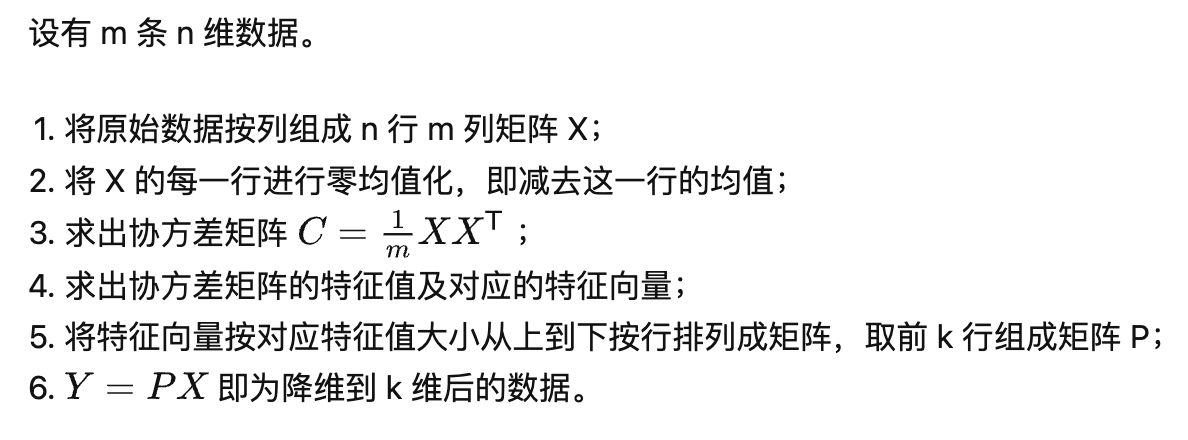 设有 m 条 n 维数据。
1. 将原始数据按列组成 n 行 m 列矩阵 X；
2. 将 X 的每一行进行零均值化，即减去这一行的均值；
3. 求出协方差矩阵 $C = \frac{1}{m}XX^{\mathsf{T}}$ ；
4. 求出协方差矩阵的特征值及对应的特征向量；
5. 将特征向量按对应特征值大小从上到下按行排列成矩阵，取前 k 行组成矩阵 P；
6. $Y = PX$ 即为降维到 k 维后的数据。